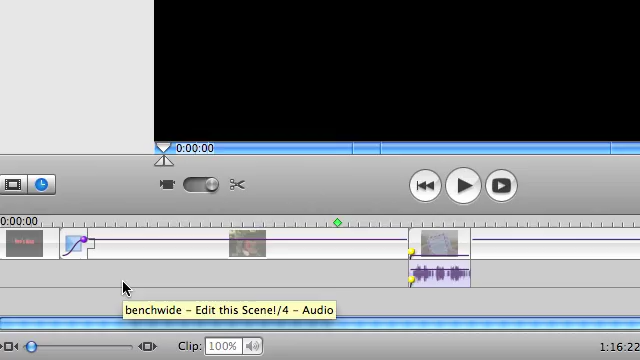 0:00:00
0:00:00
benchwide – Edit this Scene!/4 – Audio
Clip: 100%
1:16:22